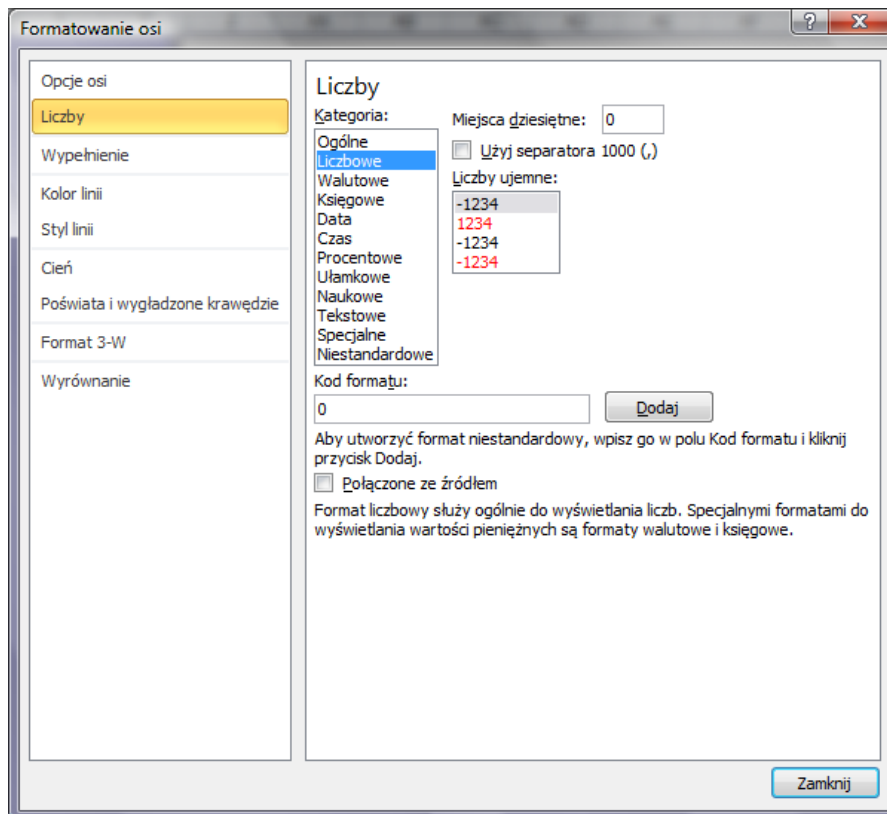 Formatowanie osi
?
X
Opcje osi
Liczby
Wypełnienie
Kolor linii
Styl linii
Cień
Poświata i wygładzone krawędzie
Format 3-W
Wyrównanie
Liczby
Kategoria:
Ogólne
Liczbowe
Walutowe
Księgowe
Data
Czas
Procentowe
Ułamkowe
Naukowe
Tekstowe
Specjalne
Niestandardowe
Miejsca dziesiętne: 0
Użyj separatora 1000 (,)
Liczby ujemne:
-1234
1234
-1234
-1234
Kod formatu:
0
Dodaj
Aby utworzyć format niestandardowy, wpisz go w polu Kod formatu i kliknij
przycisk Dodaj.
Połączone ze źródłem
Format liczbowy służy ogólnie do wyświetlania liczb. Specjalnymi formatami do
wyświetlania wartości pieniężnych są formaty walutowe i księgowe.
Zamknij